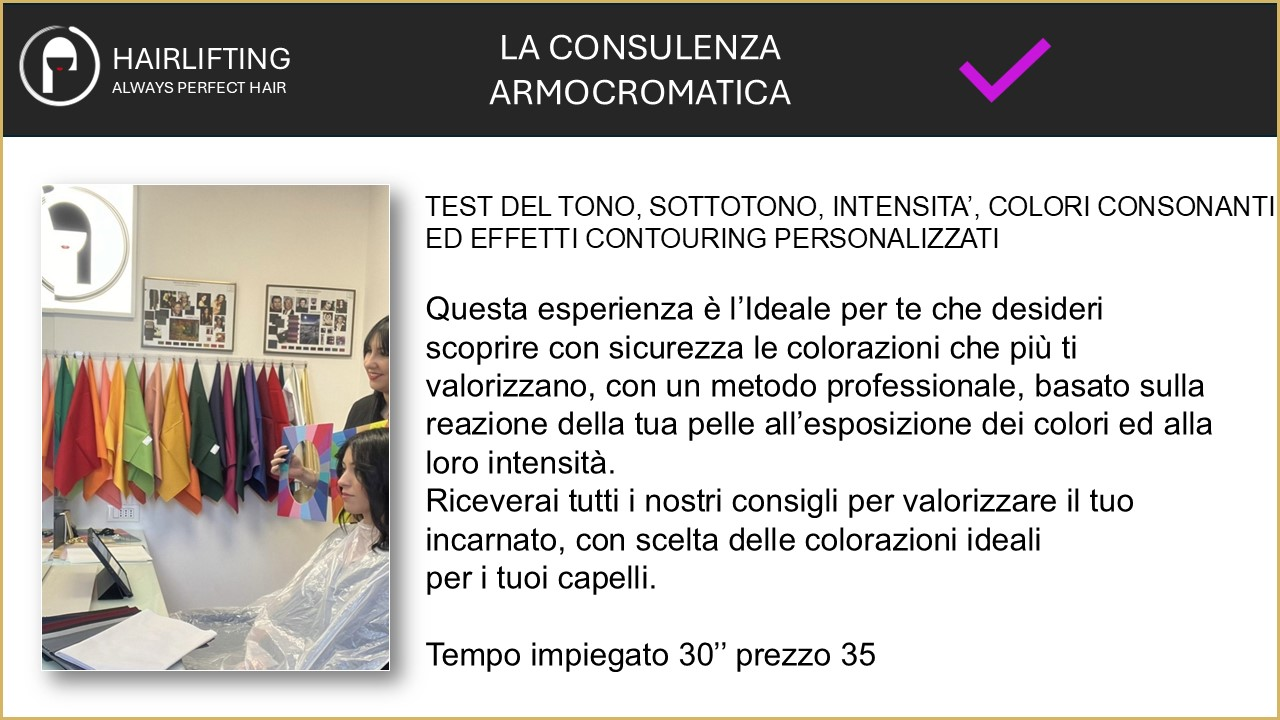 HAIRLIFTING
ALWAYS PERFECT HAIR
LA CONSULENZA
ARMOCROMATICA
TEST DEL TONO, SOTTOTONO, INTENSITA’, COLORI CONSONANTI
ED EFFETTI CONTOURING PERSONALIZZATI
Questa esperienza è l’Ideale per te che desideri
scoprire con sicurezza le colorazioni che più ti
valorizzano, con un metodo professionale, basato sulla
reazione della tua pelle all’esposizione dei colori ed alla
loro intensità.
Riceverai tutti i nostri consigli per valorizzare il tuo
incarnato, con scelta delle colorazioni ideali
per i tuoi capelli.
Tempo impiegato 30’’ prezzo 35